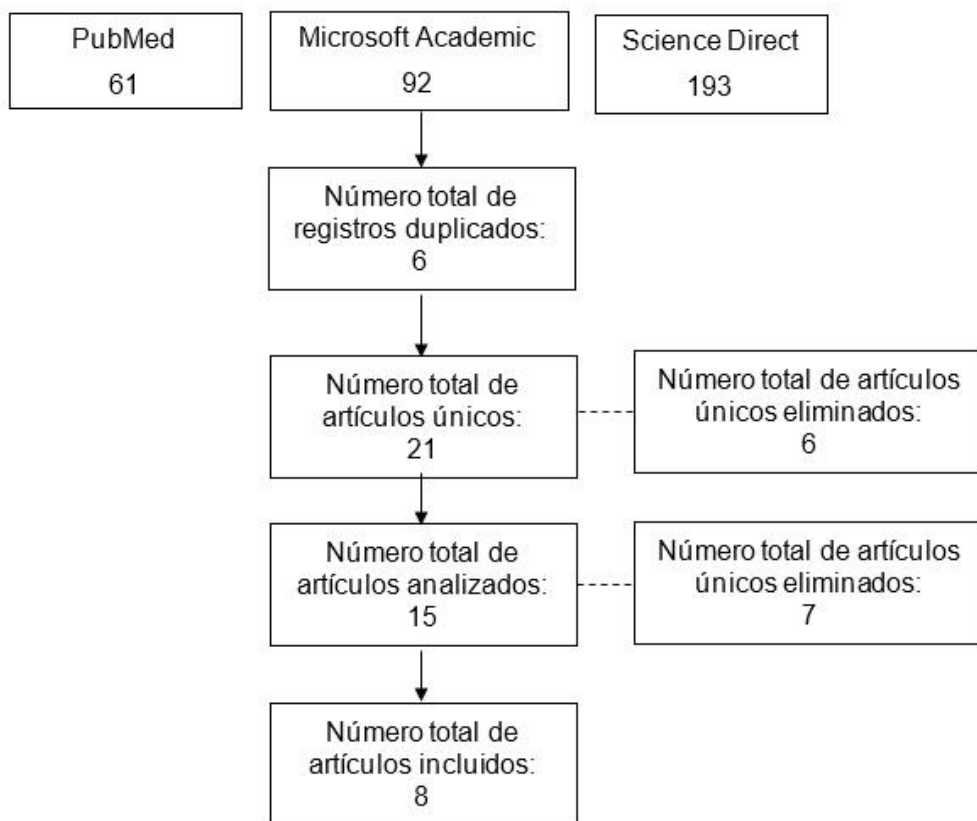 PubMed
61
Microsoft Academic
92
Science Direct
193
Número total de
registros duplicados:
6
Número total de
artículos únicos:
21
Número total de artículos
únicos eliminados:
6
Número total de
artículos analizados:
15
Número total de artículos
únicos eliminados:
7
Número total de
artículos incluidos:
8